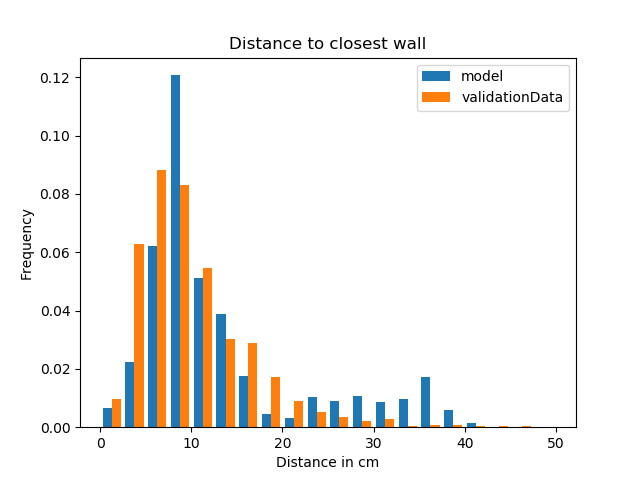 Distance to closest wall
model
validationData
0.12
0.10
0.08
0.06
0.04
0.02
0.00
Frequency
0 10 20 30 40 50
Distance in cm